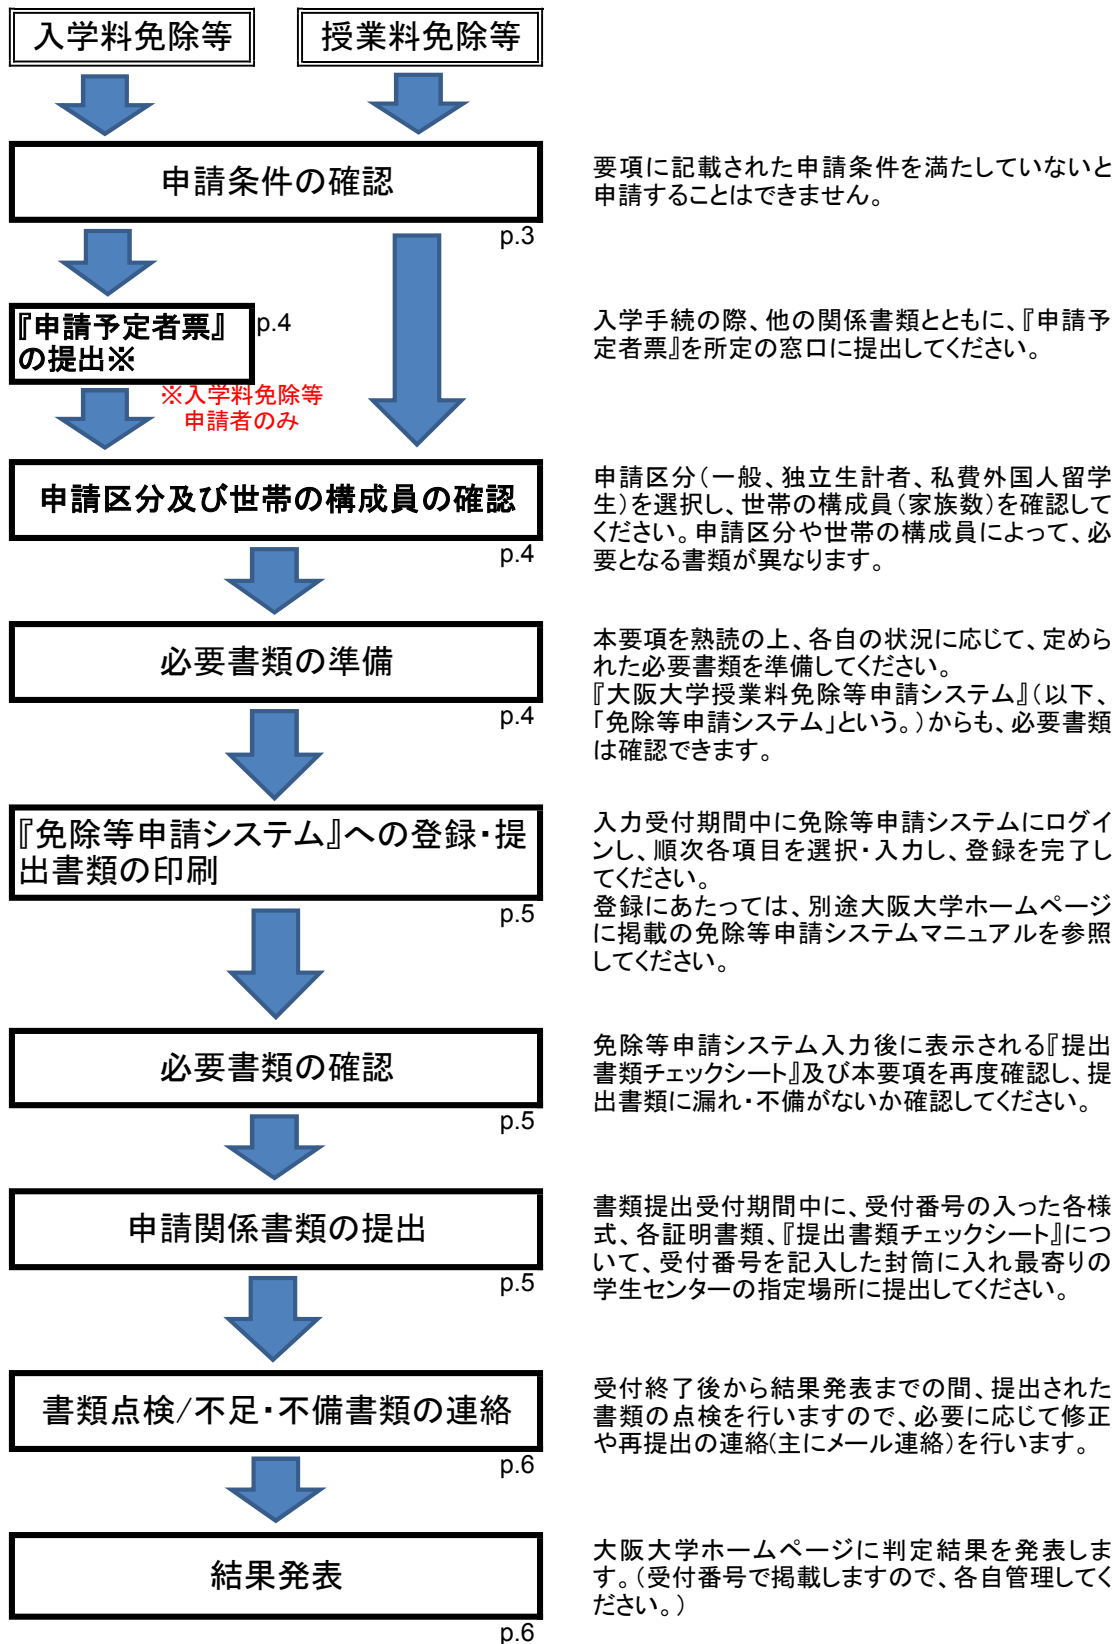 入学料免除等
授業料免除等
申請条件の確認
p.3
要項に記載された申請条件を満たしていないと
申請することはできません。
『申請予定者票』
の提出※
p.4
※入学料免除等
申請者のみ
入学手続の際、他の関係書類とともに、『申請予
定者票』を所定の窓口に提出してください。
申請区分及び世帯の構成員の確認
p.4
申請区分（一般、独立生計者、私費外国人留学
生）を選択し、世帯の構成員（家族数）を確認して
ください。申請区分や世帯の構成員によって、必
要となる書類が異なります。
必要書類の準備
p.4
本要項を熟読の上、各自の状況に応じて、定めら
れた必要書類を準備してください。
『大阪大学授業料免除等申請システム』（以下、
「免除等申請システム」という。）からも、必要書類
は確認できます。
『免除等申請システム』への登録・提
出書類の印刷
p.5
入力受付期間中に免除等申請システムにログイ
ンし、順次各項目を選択・入力し、登録を完了し
てください。
登録にあたっては、別途大阪大学ホームページ
に掲載の免除等申請システムマニュアルを参照
してください。
必要書類の確認
p.5
免除等申請システム入力後に表示される『提出
書類チェックシート』及び本要項を再度確認し、提
出書類に漏れ・不備がないか確認してください。
申請関係書類の提出
p.5
書類提出受付期間中に、受付番号の入った各様
式、各証明書類、『提出書類チェックシート』につ
いて、受付番号を記入した封筒に入れ最寄りの
学生センターの指定場所に提出してください。
書類点検/不足・不備書類の連絡
p.6
受付終了後から結果発表までの間、提出された
書類の点検を行いますので、必要に応じて修正
や再提出の連絡(主にメール連絡)を行います。
結果発表
p.6
大阪大学ホームページに判定結果を発表しま
す。（受付番号で掲載しますので、各自管理してく
ださい。）